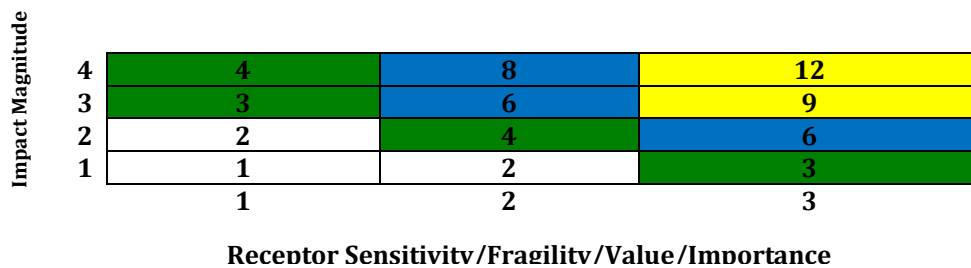 Impact Magnitude
4 4 8 12
3 3 6 9
2 2 4 6
1 1 2 3
1 2 3
Receptor Sensitivity/Fragility/Value/Importance